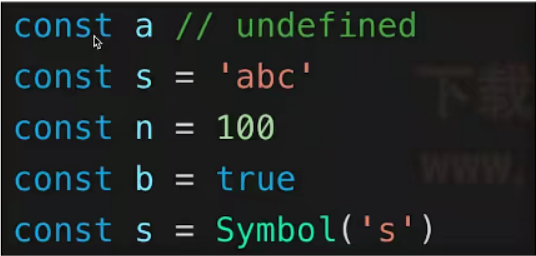 const a // undefined
const s = 'abc'
下载
const n = 100
www.
const b = true
const s = Symbol('s')